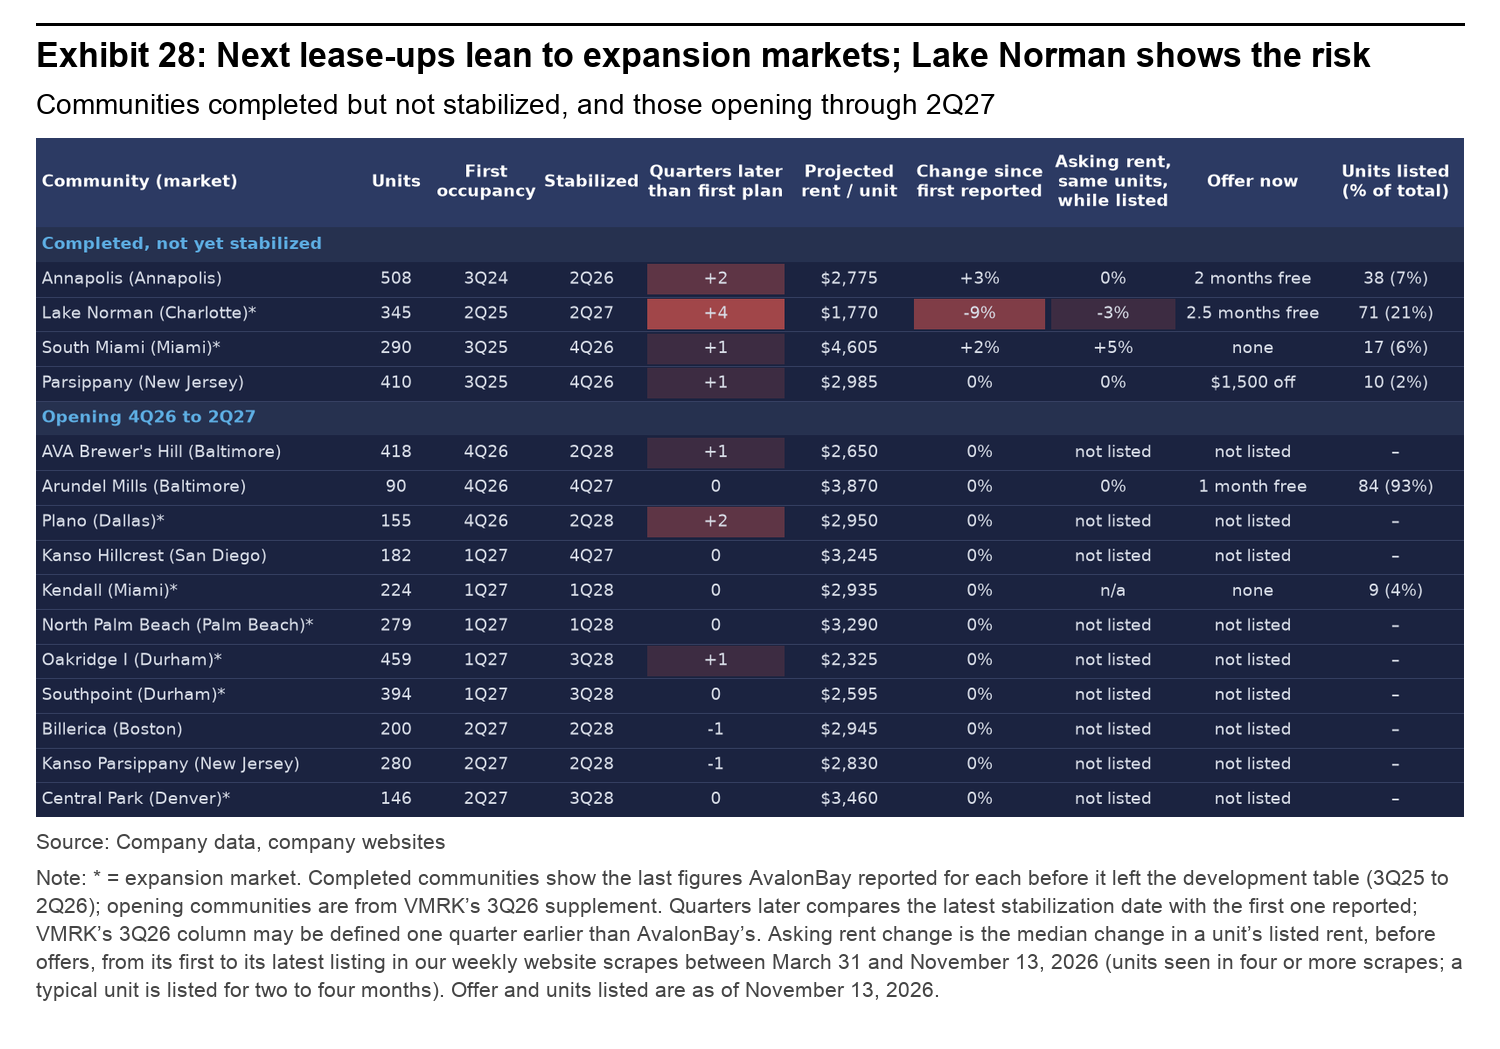 Exhibit 28: Next lease-ups lean to expansion markets; Lake Norman shows the risk
Communities completed but not stabilized, and those opening through 2Q27
Community (market) Units First occupancy Stabilized Quarters later than first plan Projected rent / unit Change since first reported Asking rent, same units, while listed Offer now Units listed (% of total)
Completed, not yet stabilized
Annapolis (Annapolis) 508 3Q24 2Q26 +2 $2,775 +3% 0% 2 months free 38 (7%)
Lake Norman (Charlotte)* 345 2Q25 2Q27 +4 $1,770 -9% -3% 2.5 months free 71 (21%)
South Miami (Miami)* 290 3Q25 4Q26 +1 $4,605 +2% +5% none 17 (6%)
Parsippany (New Jersey) 410 3Q25 4Q26 +1 $2,985 0% 0% $1,500 off 10 (2%)
Opening 4Q26 to 2Q27
AVA Brewer's Hill (Baltimore) 418 4Q26 2Q28 +1 $2,650 0% not listed not listed –
Arundel Mills (Baltimore) 90 4Q26 4Q27 0 $3,870 0% 0% 1 month free 84 (93%)
Plano (Dallas)* 155 4Q26 2Q28 +2 $2,950 0% not listed not listed –
Kanso Hillcrest (San Diego) 182 1Q27 4Q27 0 $3,245 0% not listed not listed –
Kendall (Miami)* 224 1Q27 1Q28 0 $2,935 0% n/a none 9 (4%)
North Palm Beach (Palm Beach)* 279 1Q27 1Q28 0 $3,290 0% not listed not listed –
Oakridge I (Durham)* 459 1Q27 3Q28 +1 $2,325 0% not listed not listed –
Southpoint (Durham)* 394 1Q27 3Q28 0 $2,595 0% not listed not listed –
Billerica (Boston) 200 2Q27 2Q28 -1 $2,945 0% not listed not listed –
Kanso Parsippany (New Jersey) 280 2Q27 2Q28 -1 $2,830 0% not listed not listed –
Central Park (Denver)* 146 2Q27 3Q28 0 $3,460 0% not listed not listed –
Source: Company data, company websites
Note: * = expansion market. Completed communities show the last figures AvalonBay reported for each before it left the development table (3Q25 to
2Q26); opening communities are from VMRK’s 3Q26 supplement. Quarters later compares the latest stabilization date with the first one reported;
VMRK’s 3Q26 column may be defined one quarter earlier than AvalonBay’s. Asking rent change is the median change in a unit’s listed rent, before
offers, from its first to its latest listing in our weekly website scrapes between March 31 and November 13, 2026 (units seen in four or more scrapes; a
typical unit is listed for two to four months). Offer and units listed are as of November 13, 2026.